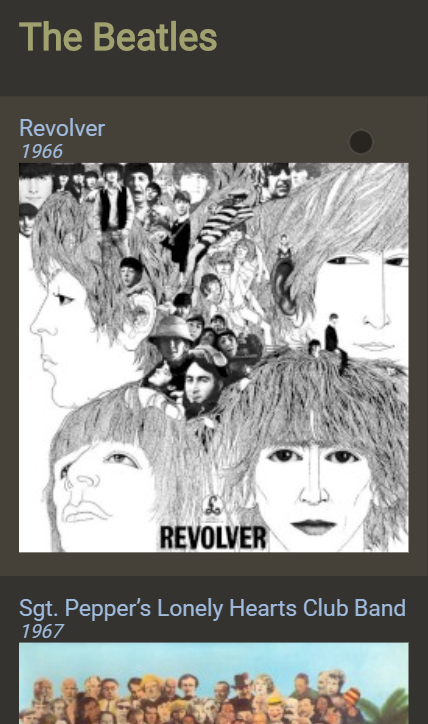 The Beatles
Revolver
1966
REVOLVER
Sgt. Pepper’s Lonely Hearts Club Band
1967